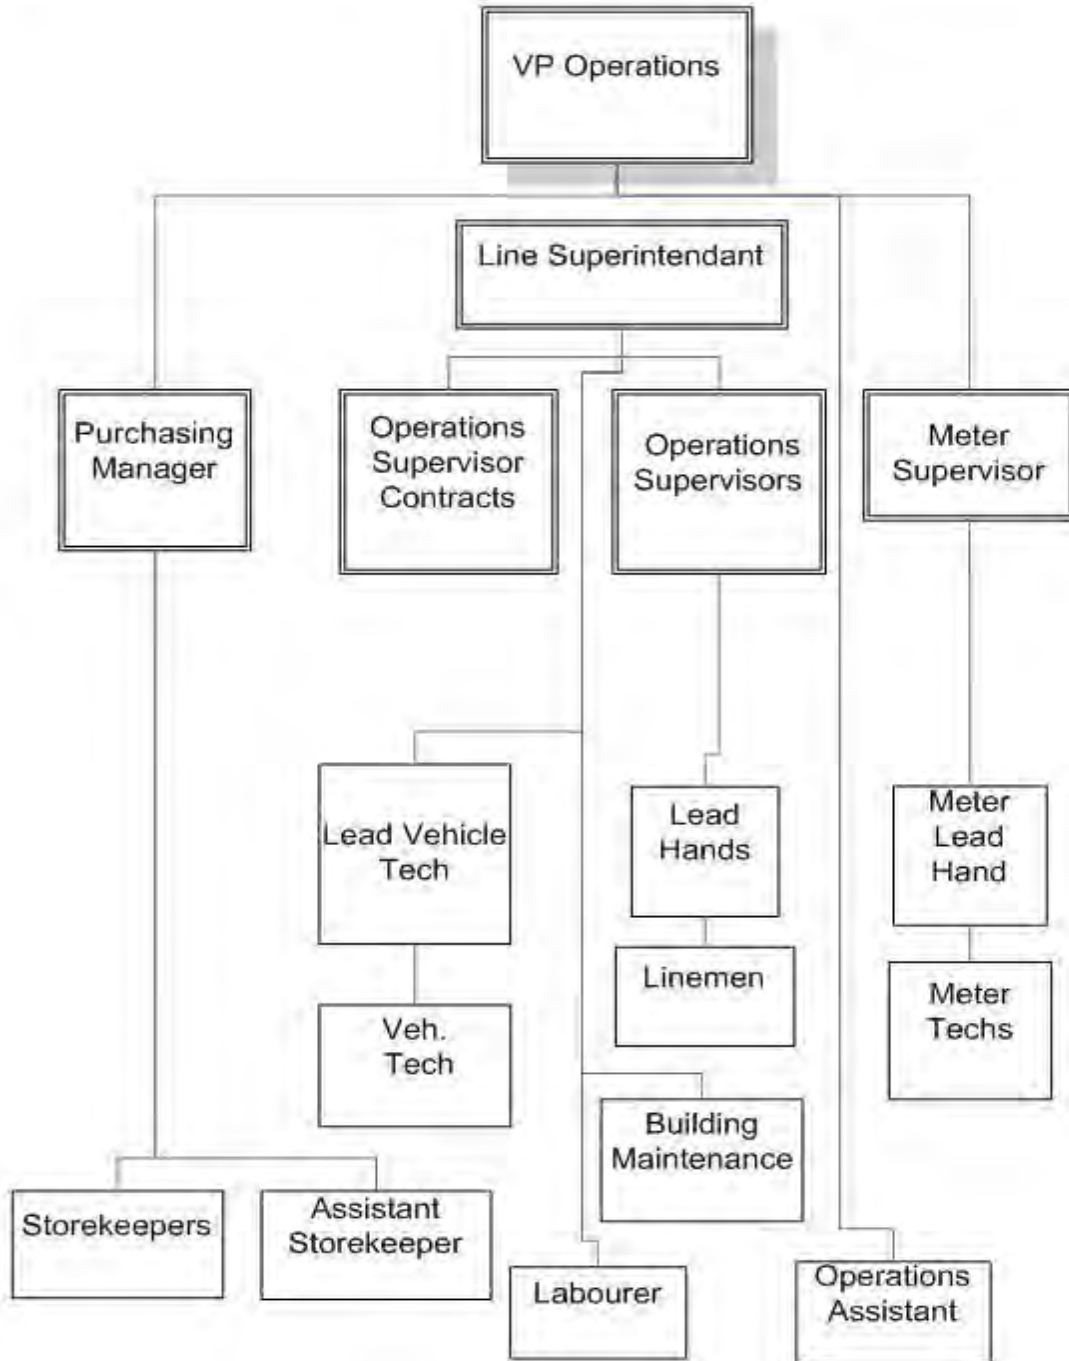 VP Operations
Line Superintendant
Purchasing
Manager
Operations
Supervisor
Contracts
Operations
Supervisors
Meter
Supervisor
Lead Vehicle
Tech
Lead
Hands
Meter
Lead
Hand
Linemen
Meter
Techs
Veh.
Tech
Building
Maintenance
Storekeepers
Assistant
Storekeeper
Labourer
Operations
Assistant